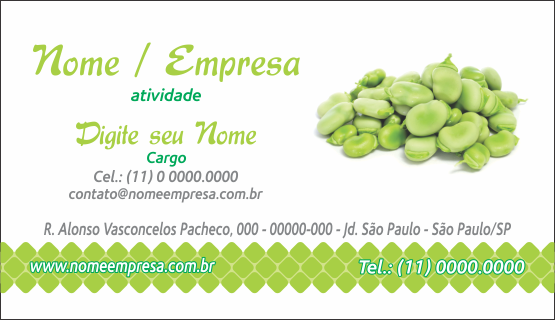 Nome / Empresa
atividade
Digite seu Nome
Cargo
Cel.: (11) 0 0000.0000
contato@nomeempresa.com.br
R. Alonso Vasconcelos Pacheco, 000 - 00000-000 - Jd. São Paulo - São Paulo/SP
www.nomeempresa.com.br Tel.: (11) 0000.0000